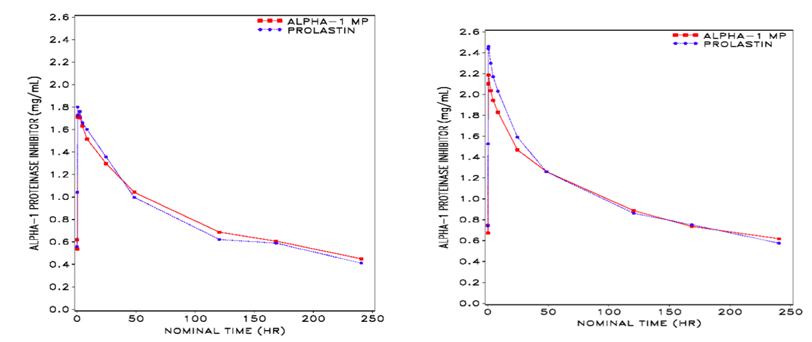 ALPHA-1 MP
PROLASTIN
2.6
2.4
2.2
2.0
1.8
1.6
1.4
1.2
1.0
0.8
0.6
0.4
0.2
0.0
ALPHA-1 PROTEINASE INHIBITOR (mg/mL)
0 50 100 150 200 250
NOMINAL TIME (HR)
ALPHA-1 MP
PROLASTIN
2.6
2.4
2.2
2.0
1.8
1.6
1.4
1.2
1.0
0.8
0.6
0.4
0.2
0.0
ALPHA-1 PROTEINASE INHIBITOR (mg/mL)
0 50 100 150 200 250
NOMINAL TIME (HR)